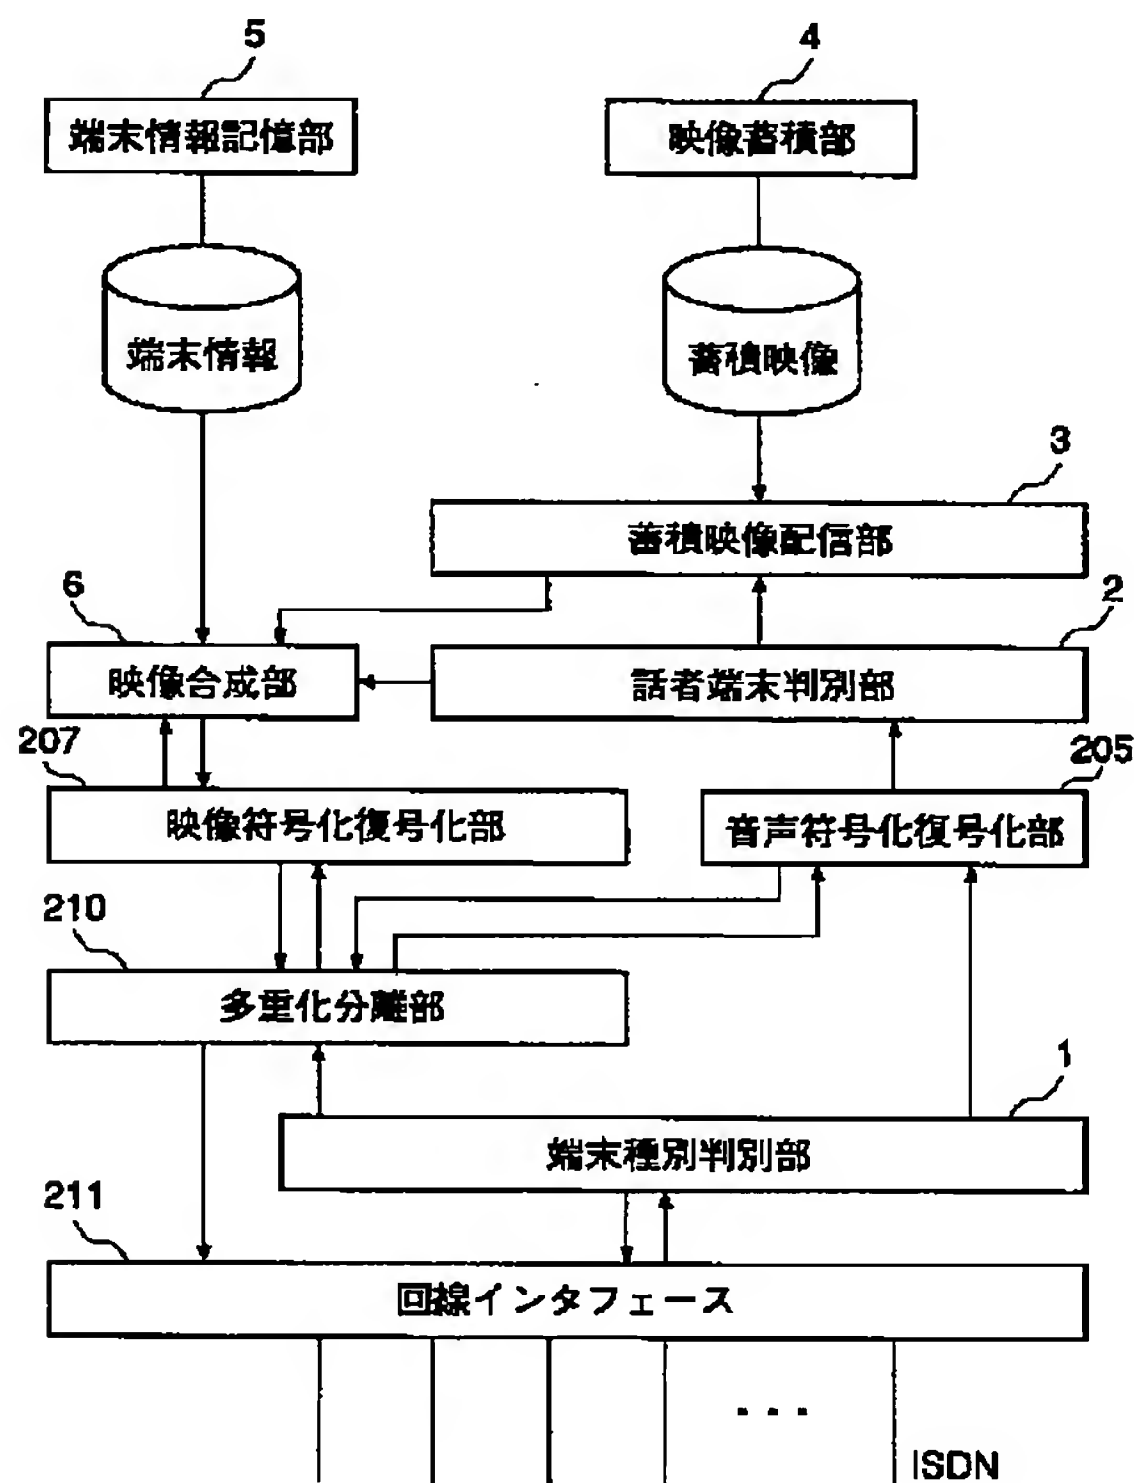 5
4
端末情報記憶部
映像蓄積部
端末情報
蓄積映像
3
蓄積映像配信部
6
2
映像合成部
話者端末判別部
207
205
映像符号化復号化部
音声符号化復号化部
210
多重化分離部
1
端末種別判別部
211
回線インタフェース
...
ISDN